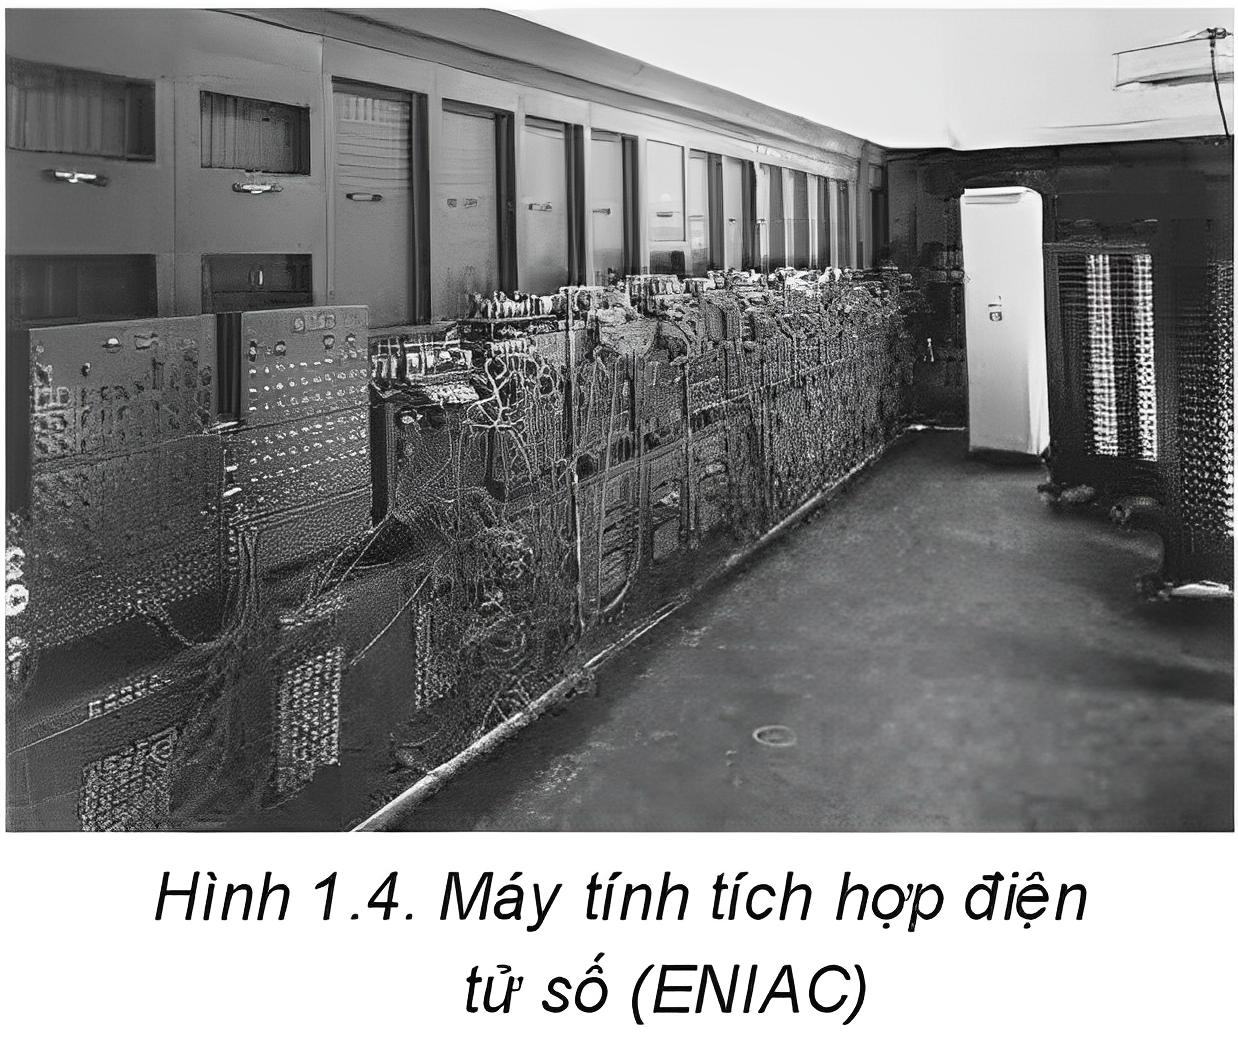 Hình 1.4. Máy tính tích hợp điện
tử số (ENIAC)